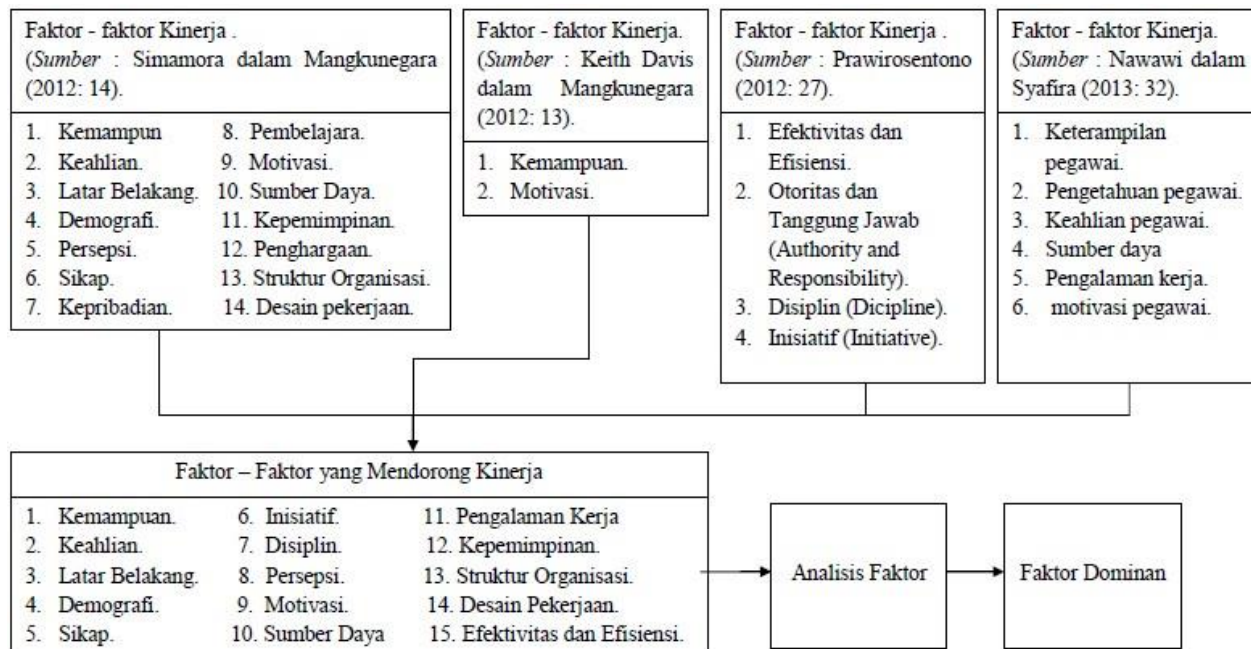 Faktor - faktor Kinerja .
(Sumber : Simamora dalam Mangkunegara
(2012: 14).
1. Kemampun
2. Keahlian.
3. Latar Belakang.
4. Demografi.
5. Persepsi.
6. Sikap.
7. Kepribadian.
8. Pembelajara.
9. Motivasi.
10. Sumber Daya.
11. Kepemimpinan.
12. Penghargaan.
13. Struktur Organisasi.
14. Desain pekerjaan.
Faktor - faktor Kinerja.
(Sumber : Keith Davis
dalam Mangkunegara
(2012: 13).
1. Kemampuan.
2. Motivasi.
Faktor - faktor Kinerja .
(Sumber : Prawirosentono
(2012: 27).
1. Efektivitas dan
Efisiensi.
2. Otoritas dan
Tanggung Jawab
(Authority and
Responsibility).
3. Disiplin (Dicipline).
4. Inisiatif (Initiative).
Faktor - faktor Kinerja.
(Sumber : Nawawi dalam
Syafira (2013: 32).
1. Keterampilan
pegawai.
2. Pengetahuan pegawai.
3. Keahlian pegawai.
4. Sumber daya
5. Pengalaman kerja.
6. motivasi pegawai.
Faktor – Faktor yang Mendorong Kinerja
1. Kemampuan.
2. Keahlian.
3. Latar Belakang.
4. Demografi.
5. Sikap.
6. Inisiatif.
7. Disiplin.
8. Persepsi.
9. Motivasi.
10. Sumber Daya
11. Pengalaman Kerja
12. Kepemimpinan.
13. Struktur Organisasi.
14. Desain Pekerjaan.
15. Efektivitas dan Efisiensi.
Analisis Faktor
Faktor Dominan